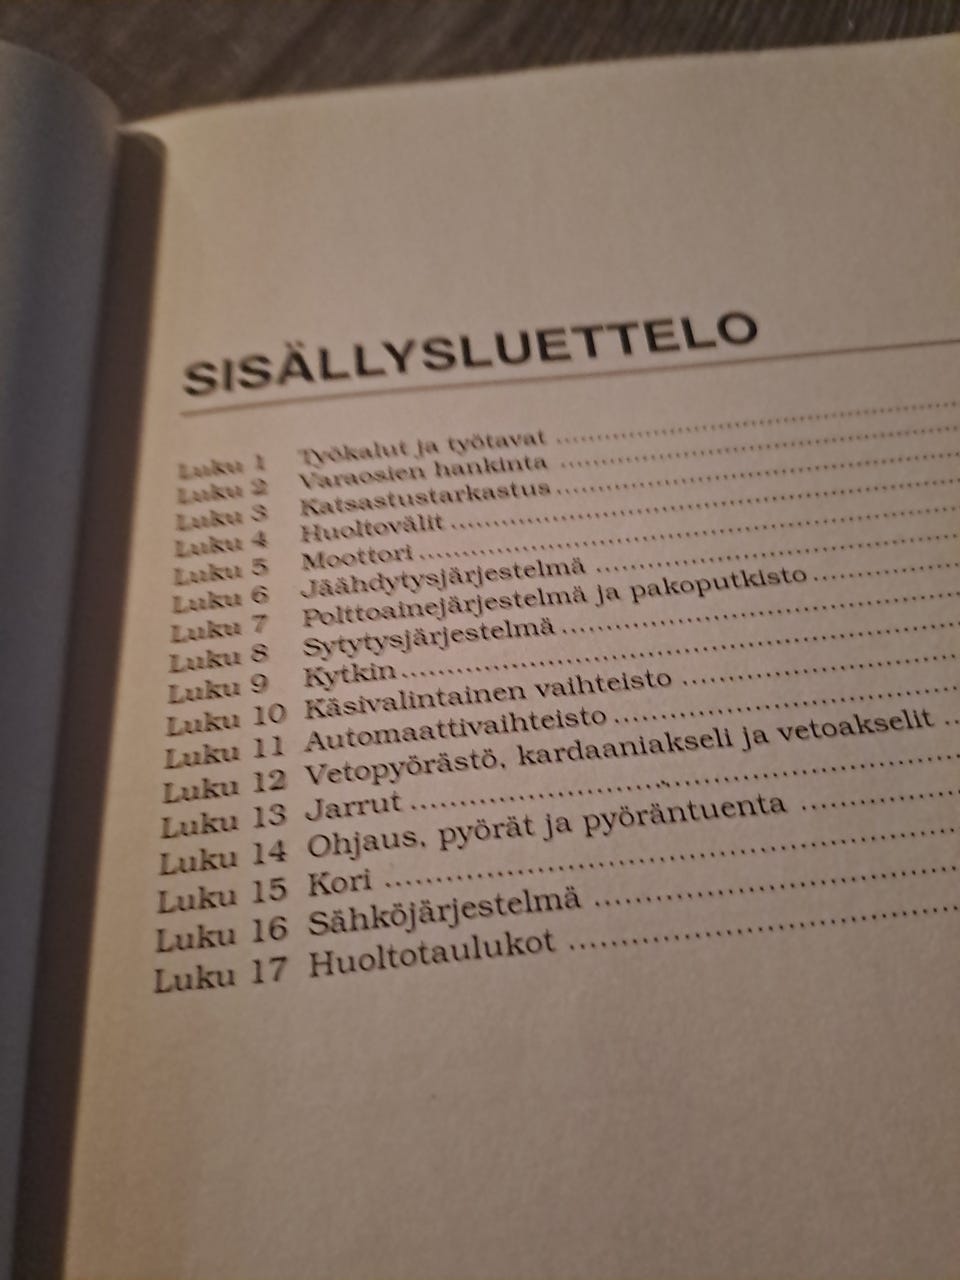 SISÄLLYSLUETTELO
Luku 1 Työkalut ja työtavat
Luku 2 Varaosien hankinta
Luku 3 Katsastustarkastus
Luku 4 Huoltovälit
Luku 5 Moottori
Luku 6 Jäähdytysjärjestelmä
Luku 7 Polttoainejärjestelmä ja pakoputkisto
Luku 8 Sytytysjärjestelmä
Luku 9 Kytkin
Luku 10 Käsivalintainen vaihteisto
Luku 11 Automaattivaihteisto
Luku 12 Vetopyörästö, kardaaniakseli ja vetoakselit
Luku 13 Jarrut
Luku 14 Ohjaus, pyörät ja pyöräntuenta
Luku 15 Kori
Luku 16 Sähköjärjestelmä
Luku 17 Huoltotaulukot